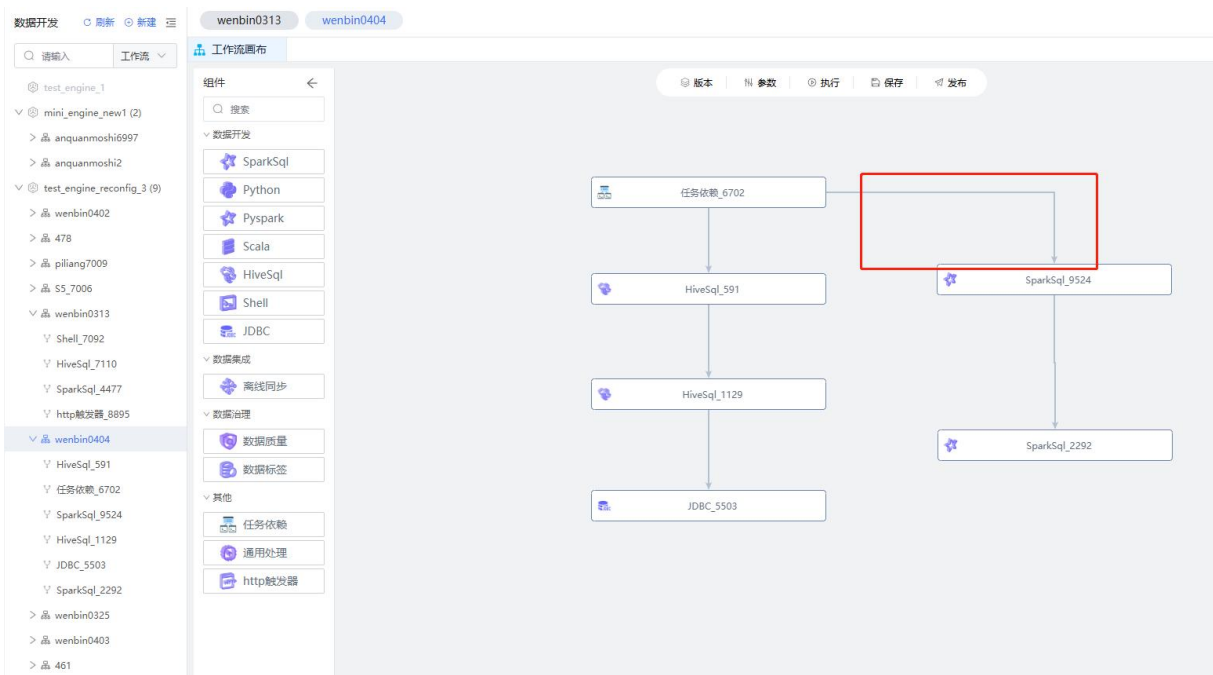 数据开发 刷新 新建
请输入 工作流
test_engine_1
mini_engine_new1 (2)
anquanmoshi6997
anquanmoshi2
test_engine_reconfig_3 (9)
wenbin0402
478
piliang7009
S5_7006
wenbin0313
Shell_7092
HiveSql_7110
SparkSql_4477
http触发器_8895
wenbin0404
HiveSql_591
任务依赖_6702
SparkSql_9524
HiveSql_1129
JDBC_5503
SparkSql_2292
wenbin0325
wenbin0403
461
wenbin0313 wenbin0404
工作流画布
组件
搜索
数据开发
SparkSql
Python
Pyspark
Scala
HiveSql
Shell
JDBC
数据集成
离线同步
数据治理
数据质量
数据标签
其他
任务依赖
通用处理
http触发器
版本 参数 执行 保存 发布
任务依赖_6702
SparkSql_9524
HiveSql_591
HiveSql_1129
SparkSql_2292
JDBC_5503